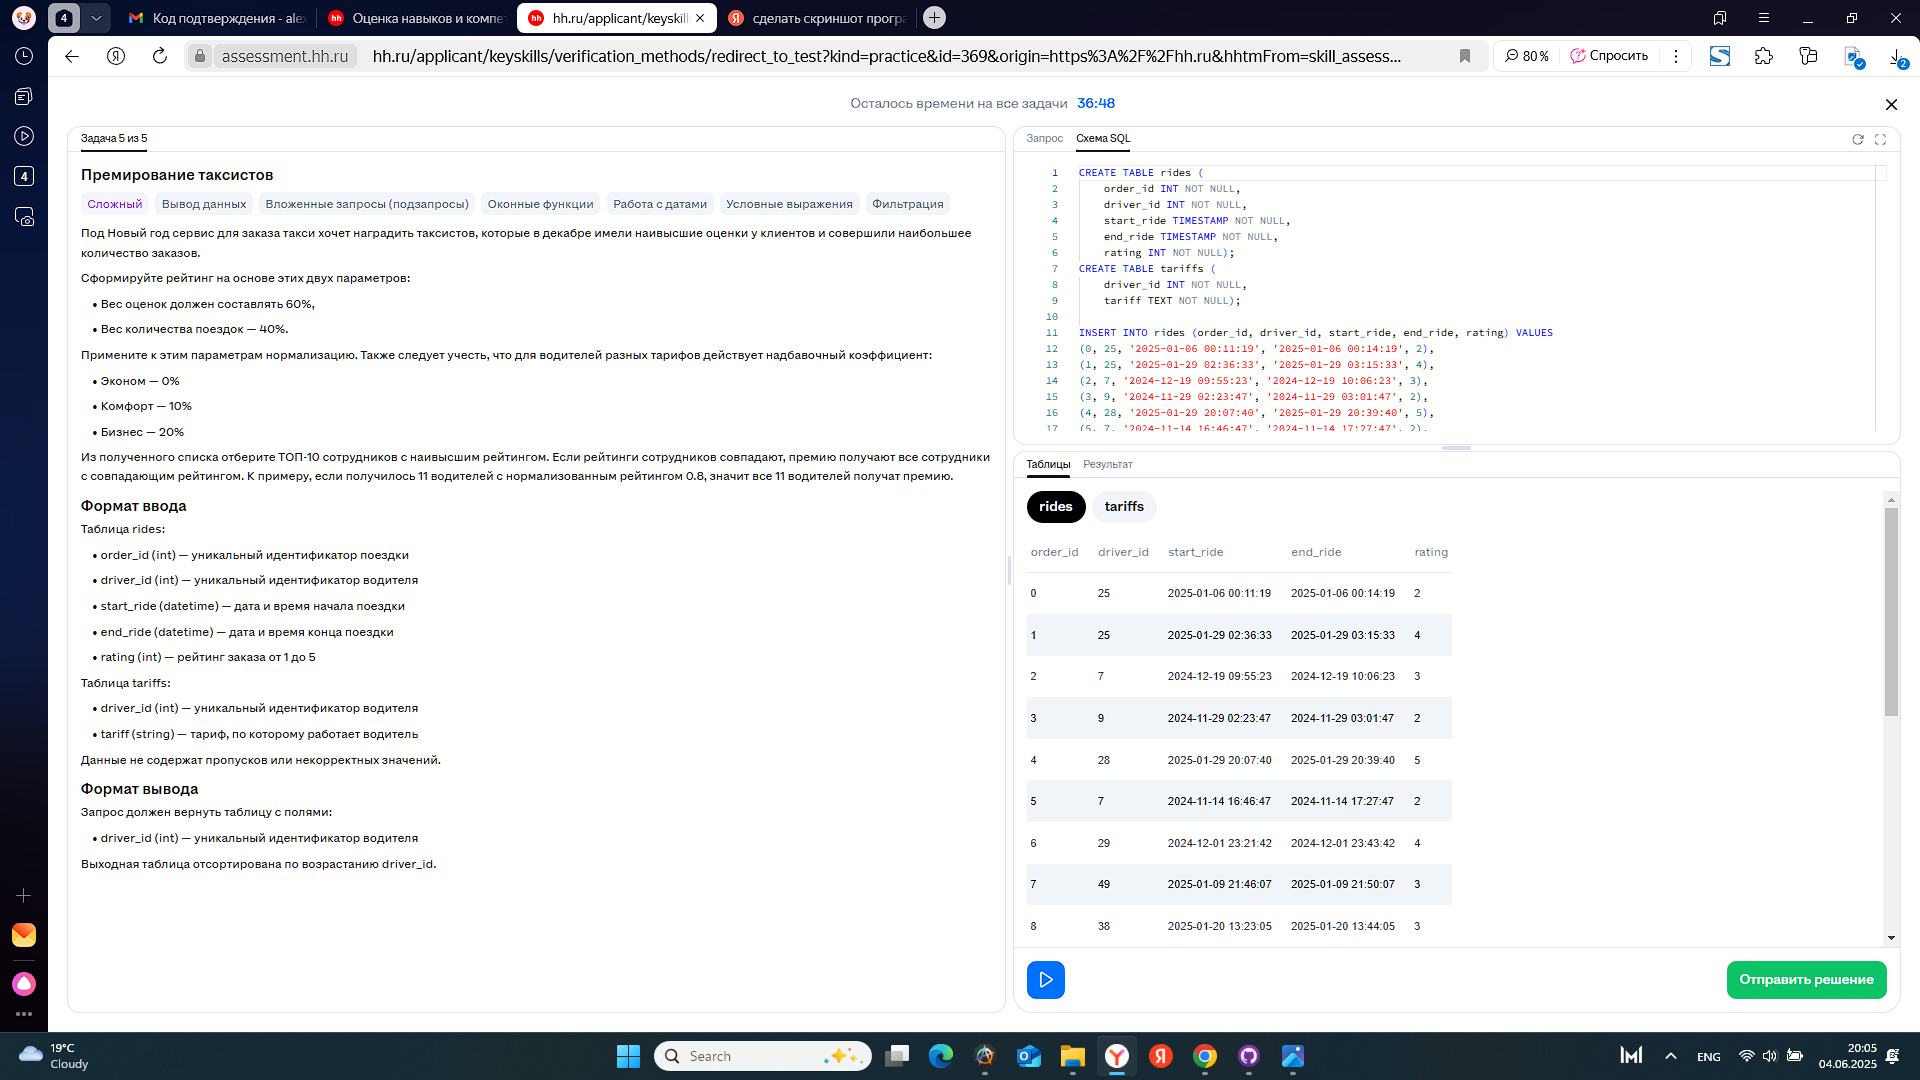 4
Код подтверждения - ale
Оценка навыков и компе
hh.ru/applicant/keyskill
сделать скриншот прогр
assessment.hh.ru
hh.ru/applicant/keyskills/verification_methods/redirect_to_test?kind=practice&id=369&origin=https%3A%2F%2Fhh.ru&hhtmFrom=skill_assess...
80 %
Спросить
2
4
Осталось времени на все задачи 36:48
Задача 5 из 5
Премирование таксистов
Сложный
Вывод данных
Вложенные запросы (подзапросы)
Оконные функции
Работа с датами
Условные выражения
Фильтрация
Под Новый год сервис для заказа такси хочет наградить таксистов, которые в декабре имели наивысшие оценки у клиентов и совершили наибольшее
количество заказов.
Сформируйте рейтинг на основе этих двух параметров:
• Вес оценок должен составлять 60%,
• Вес количества поездок — 40%.
Примените к этим параметрам нормализацию. Также следует учесть, что для водителей разных тарифов действует надбавочный коэффициент:
• Эконом — 0%
• Комфорт — 10%
• Бизнес — 20%
Из полученного списка отберите ТОП-10 сотрудников с наивысшим рейтингом. Если рейтинги сотрудников совпадают, премию получают все сотрудники
с совпадающим рейтингом. К примеру, если получилось 11 водителей с нормализованным рейтингом 0.8, значит все 11 водителей получат премию.
Формат ввода
Таблица rides:
• order_id (int) — уникальный идентификатор поездки
• driver_id (int) — уникальный идентификатор водителя
• start_ride (datetime) — дата и время начала поездки
• end_ride (datetime) — дата и время конца поездки
• rating (int) — рейтинг заказа от 1 до 5
Таблица tariffs:
• driver_id (int) — уникальный идентификатор водителя
• tariff (string) — тариф, по которому работает водитель
Данные не содержат пропусков или некорректных значений.
Формат вывода
Запрос должен вернуть таблицу с полями:
• driver_id (int) — уникальный идентификатор водителя
Выходная таблица отсортирована по возрастанию driver_id.
Запрос
Схема SQL
1 CREATE TABLE rides (
2 order_id INT NOT NULL,
3 driver_id INT NOT NULL,
4 start_ride TIMESTAMP NOT NULL,
5 end_ride TIMESTAMP NOT NULL,
6 rating INT NOT NULL);
7 CREATE TABLE tariffs (
8 driver_id INT NOT NULL,
9 tariff TEXT NOT NULL);
10
11 INSERT INTO rides (order_id, driver_id, start_ride, end_ride, rating) VALUES
12 (0, 25, '2025-01-06 00:11:19', '2025-01-06 00:14:19', 2),
13 (1, 25, '2025-01-29 02:36:33', '2025-01-29 03:15:33', 4),
14 (2, 7, '2024-12-19 09:55:23', '2024-12-19 10:06:23', 3),
15 (3, 9, '2024-11-29 02:23:47', '2024-11-29 03:01:47', 2),
16 (4, 28, '2025-01-29 20:07:40', '2025-01-29 20:39:40', 5),
17 (5, 7, '2024-11-14 16:46:47', '2024-11-14 17:27:47', 2),
Таблицы
Результат
rides
tariffs
order_id driver_id start_ride end_ride rating
0 25 2025-01-06 00:11:19 2025-01-06 00:14:19 2
1 25 2025-01-29 02:36:33 2025-01-29 03:15:33 4
2 7 2024-12-19 09:55:23 2024-12-19 10:06:23 3
3 9 2024-11-29 02:23:47 2024-11-29 03:01:47 2
4 28 2025-01-29 20:07:40 2025-01-29 20:39:40 5
5 7 2024-11-14 16:46:47 2024-11-14 17:27:47 2
6 29 2024-12-01 23:21:42 2024-12-01 23:43:42 4
7 49 2025-01-09 21:46:07 2025-01-09 21:50:07 3
8 38 2025-01-20 13:23:05 2025-01-20 13:44:05 3
Отправить решение
19°C
Cloudy
Search
ENG
20:05
04.06.2025